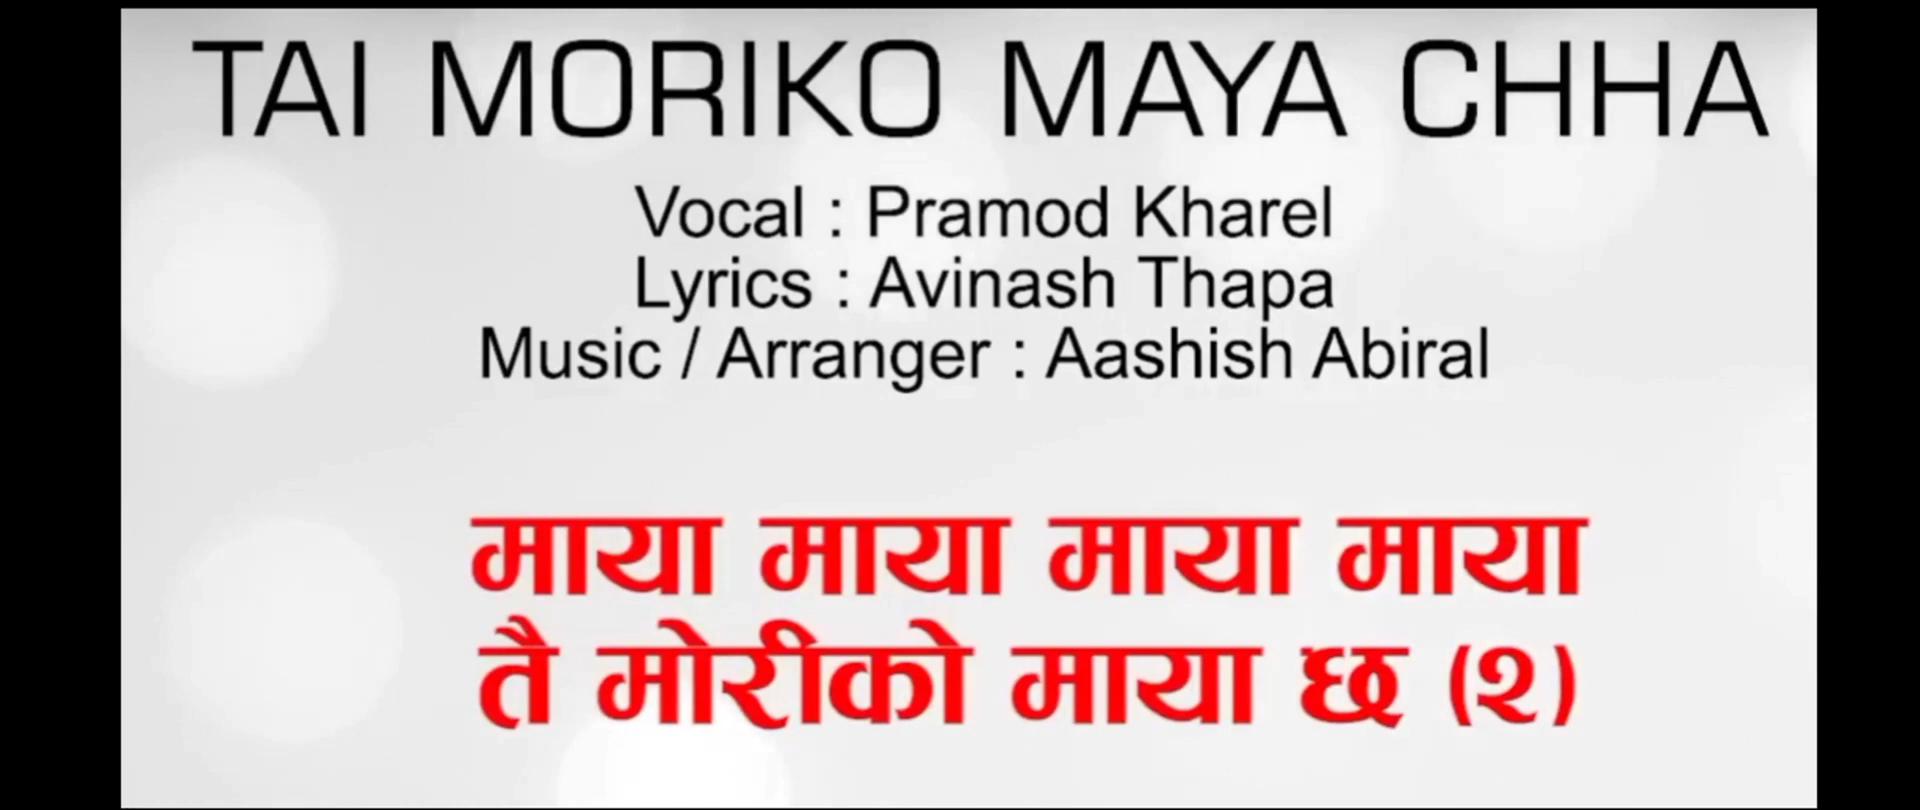 TAI MORIKO MAYA CHHA
Vocal : Pramod Kharel
Lyrics : Avinash Thapa
Music / Arranger : Aashish Abiral
माया माया माया माया
तै मोरीको माया छ (२)